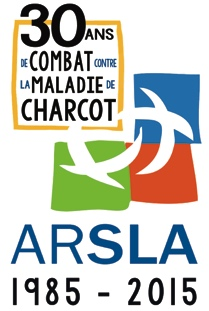 30 ANS
DE COMBAT CONTRE
LA MALADIE DE
CHARCOT
ARSLA
1985 - 2015